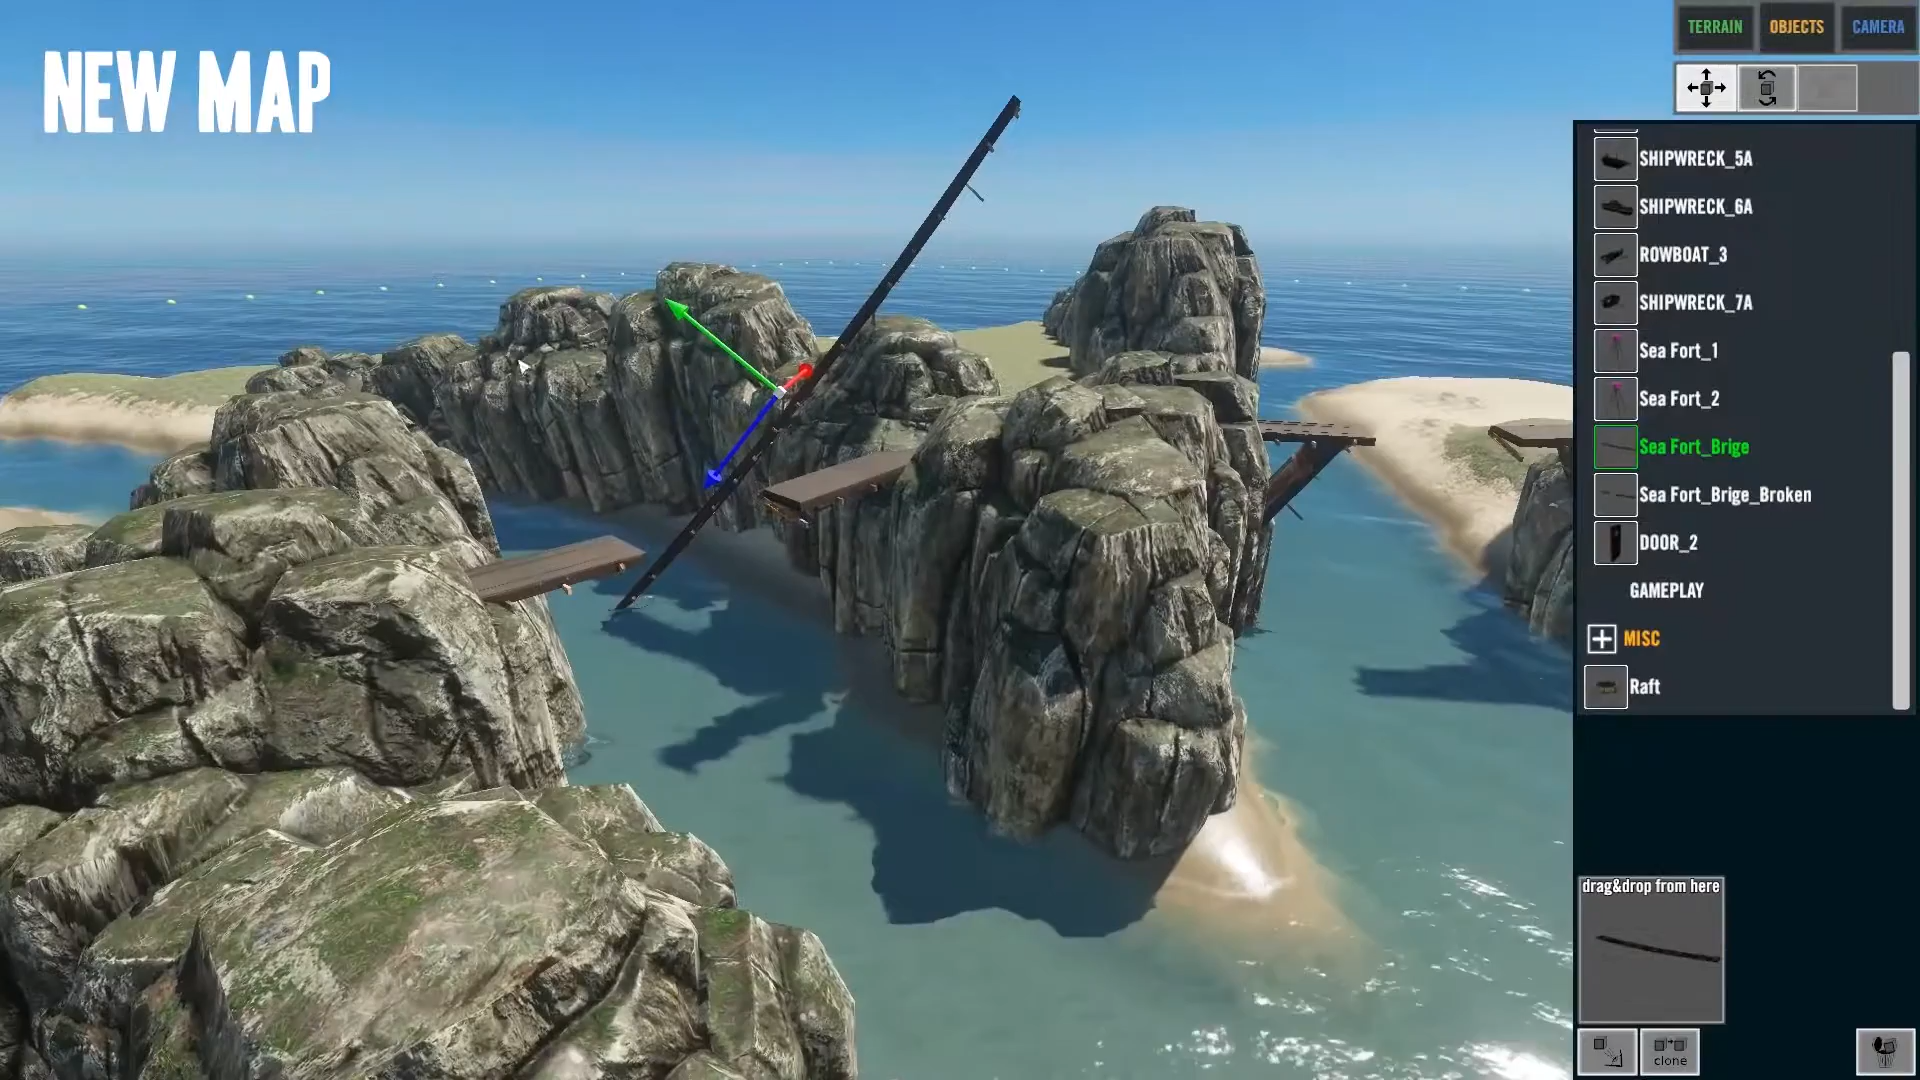 NEW MAP
TERRAIN
OBJECTS
CAMERA
SHIPWRECK_5A
SHIPWRECK_6A
ROWBOAT_3
SHIPWRECK_7A
Sea Fort_1
Sea Fort_2
Sea Fort_Brige
Sea Fort_Brige_Broken
DOOR_2
GAMEPLAY
MISC
Raft
drag&drop from here
clone